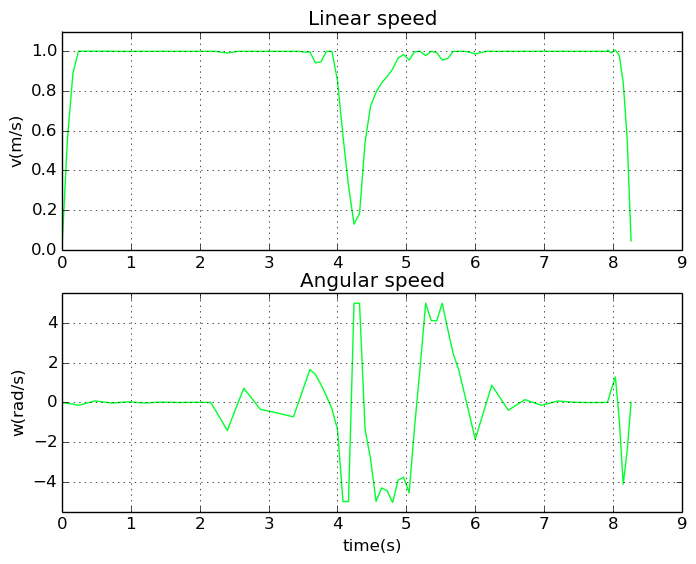 Linear speed
1.0
0.8
0.6
0.4
0.2
0.0
v(m/s)
0 1 2 3 4 5 6 7 8 9
Angular speed
4
2
0
−2
−4
w(rad/s)
0 1 2 3 4 5 6 7 8 9
time(s)